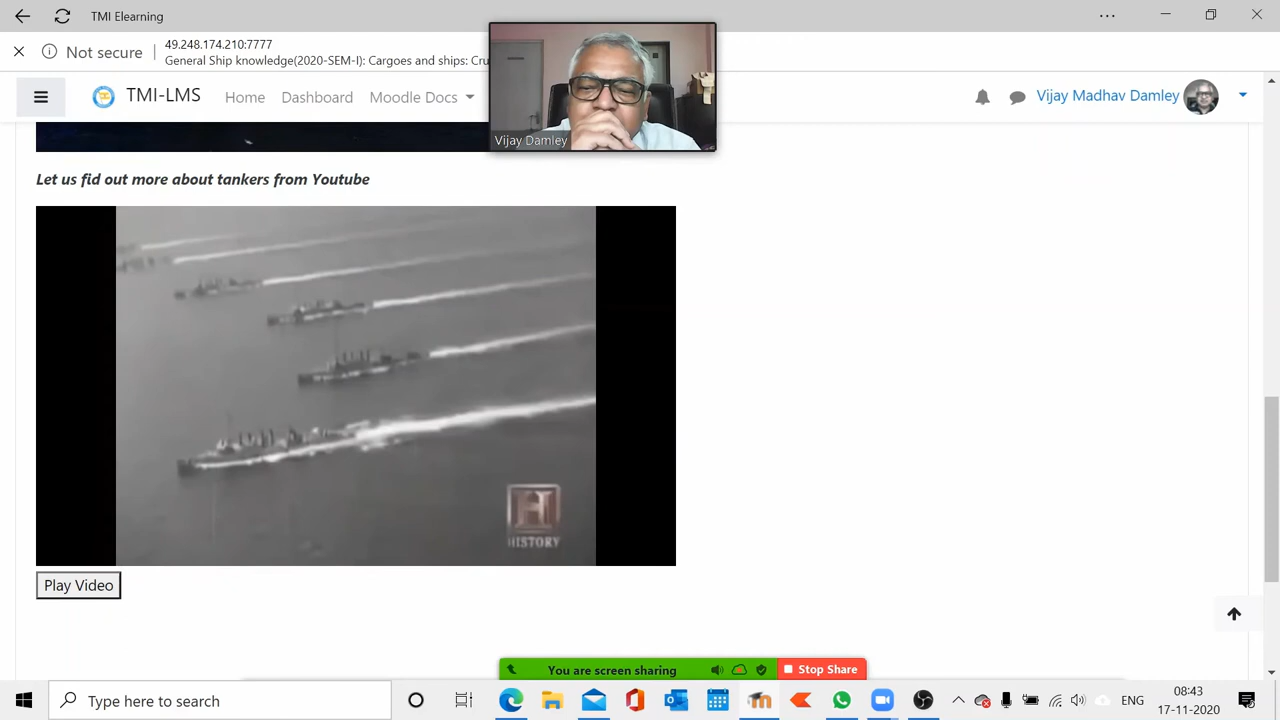 TMI Elearning
Not secure
49.248.174.210:7777
General Ship knowledge(2020-SEM-I): Cargoes and ships: Cru
TMI-LMS
Home
Dashboard
Moodle Docs
Vijay Madhav Damley
Vijay Damley
Let us fid out more about tankers from Youtube
H
HISTORY
Play Video
You are screen sharing
Stop Share
Type here to search
ENG
08:43
17-11-2020